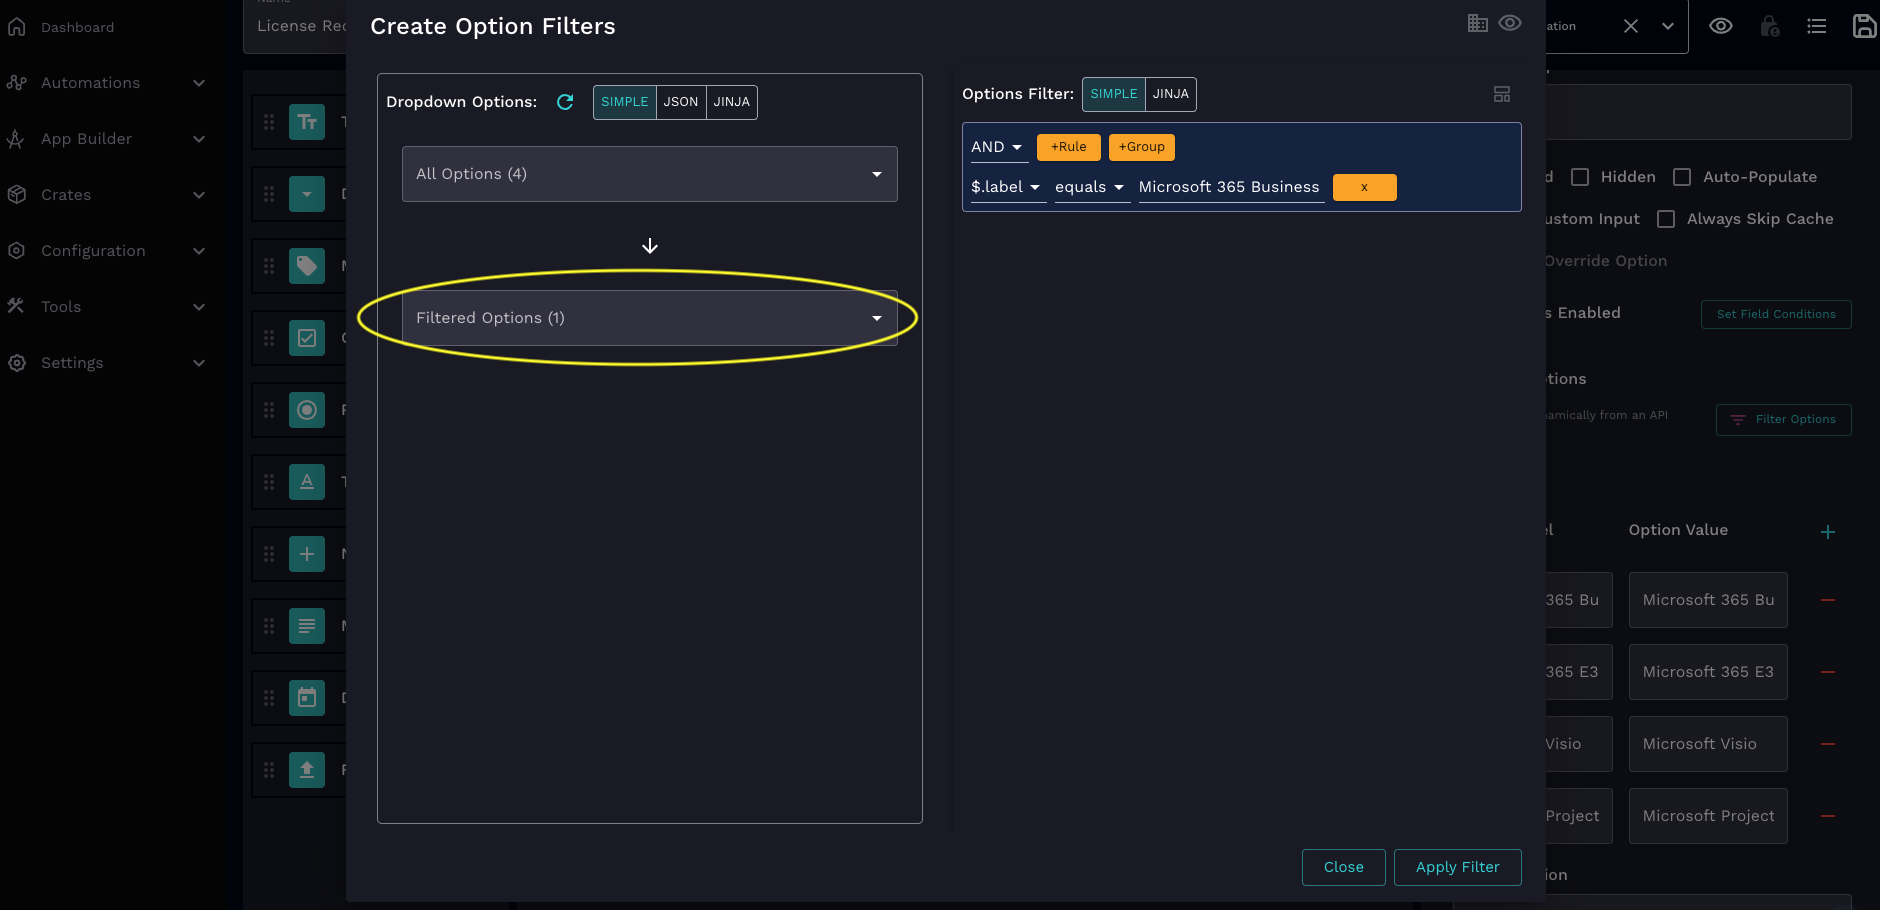 Dashboard
Automations
App Builder
Crates
Configuration
Tools
Settings
License Rec
Create Option Filters
Dropdown Options:
SIMPLE JSON JINJA
All Options (4)
Filtered Options (1)
Options Filter:
SIMPLE JINJA
AND +Rule +Group
$.label equals Microsoft 365 Business x
Close Apply Filter
ation
Hidden Auto-Populate
ustom Input Always Skip Cache
Override Option
s Enabled Set Field Conditions
tions
namically from an API Filter Options
el Option Value
365 Bu Microsoft 365 Bu
365 E3 Microsoft 365 E3
Visio Microsoft Visio
Project Microsoft Project
ion